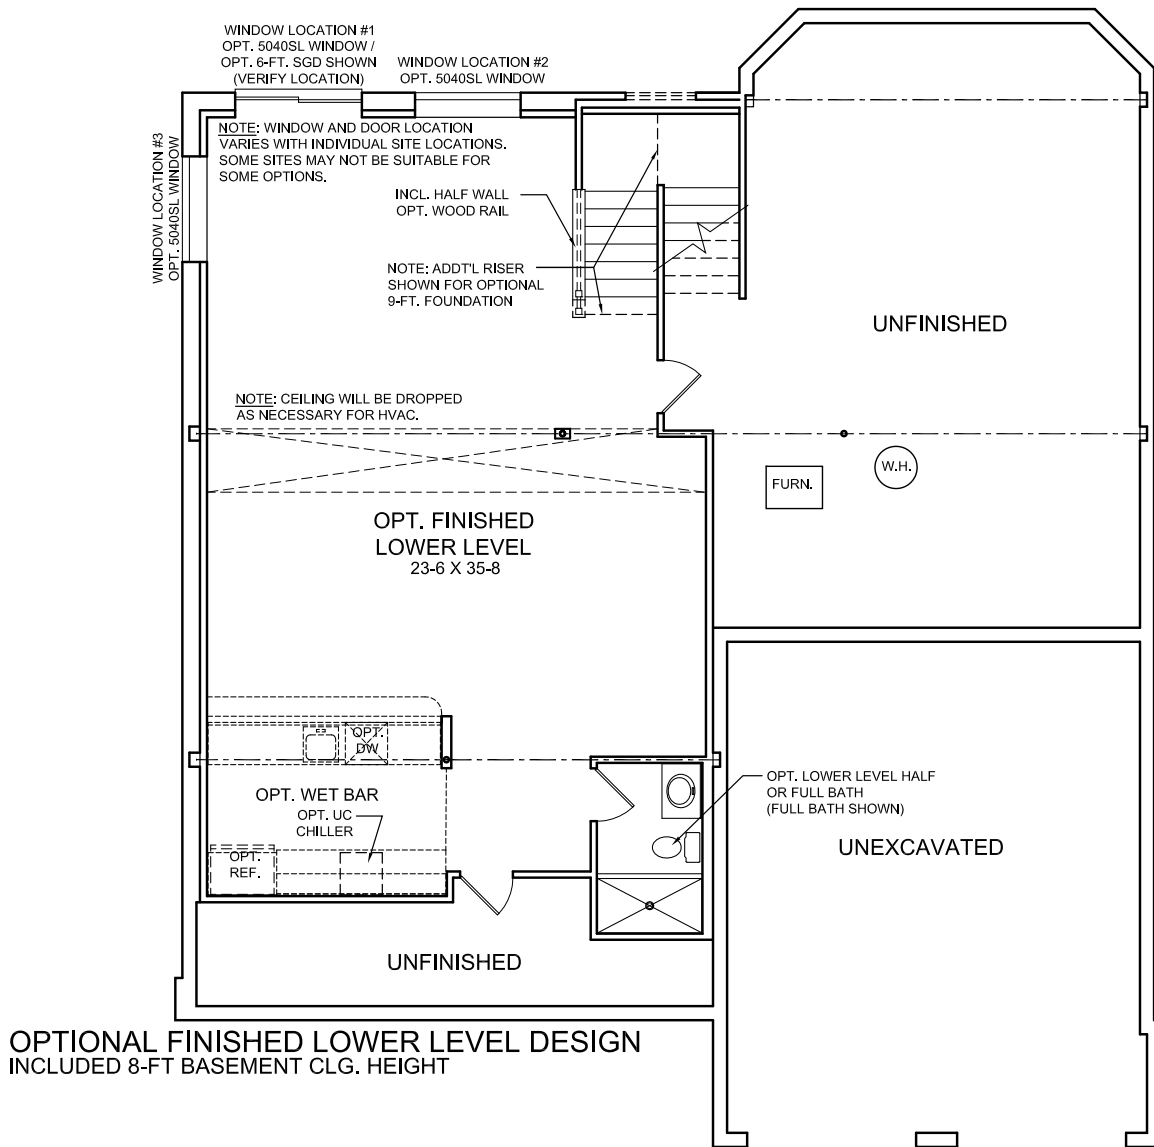 WINDOW LOCATION #1
OPT. 5040SL WINDOW /
OPT. 6-FT. SGD SHOWN
(VERIFY LOCATION)
WINDOW LOCATION #2
OPT. 5040SL WINDOW
WINDOW LOCATION #3
OPT. 5040SL WINDOW
NOTE: WINDOW AND DOOR LOCATION
VARIES WITH INDIVIDUAL SITE LOCATIONS.
SOME SITES MAY NOT BE SUITABLE FOR
SOME OPTIONS.
INCL. HALF WALL
OPT. WOOD RAIL
NOTE: ADDT'L RISER
SHOWN FOR OPTIONAL
9-FT. FOUNDATION
UNFINISHED
NOTE: CEILING WILL BE DROPPED
AS NECESSARY FOR HVAC.
W.H.
FURN.
OPT. FINISHED
LOWER LEVEL
23-6 X 35-8
OPT.
DW
OPT. WET BAR
OPT. UC
CHILLER
OPT.
REF.
OPT. LOWER LEVEL HALF
OR FULL BATH
(FULL BATH SHOWN)
UNEXCAVATED
UNFINISHED
OPTIONAL FINISHED LOWER LEVEL DESIGN
INCLUDED 8-FT BASEMENT CLG. HEIGHT